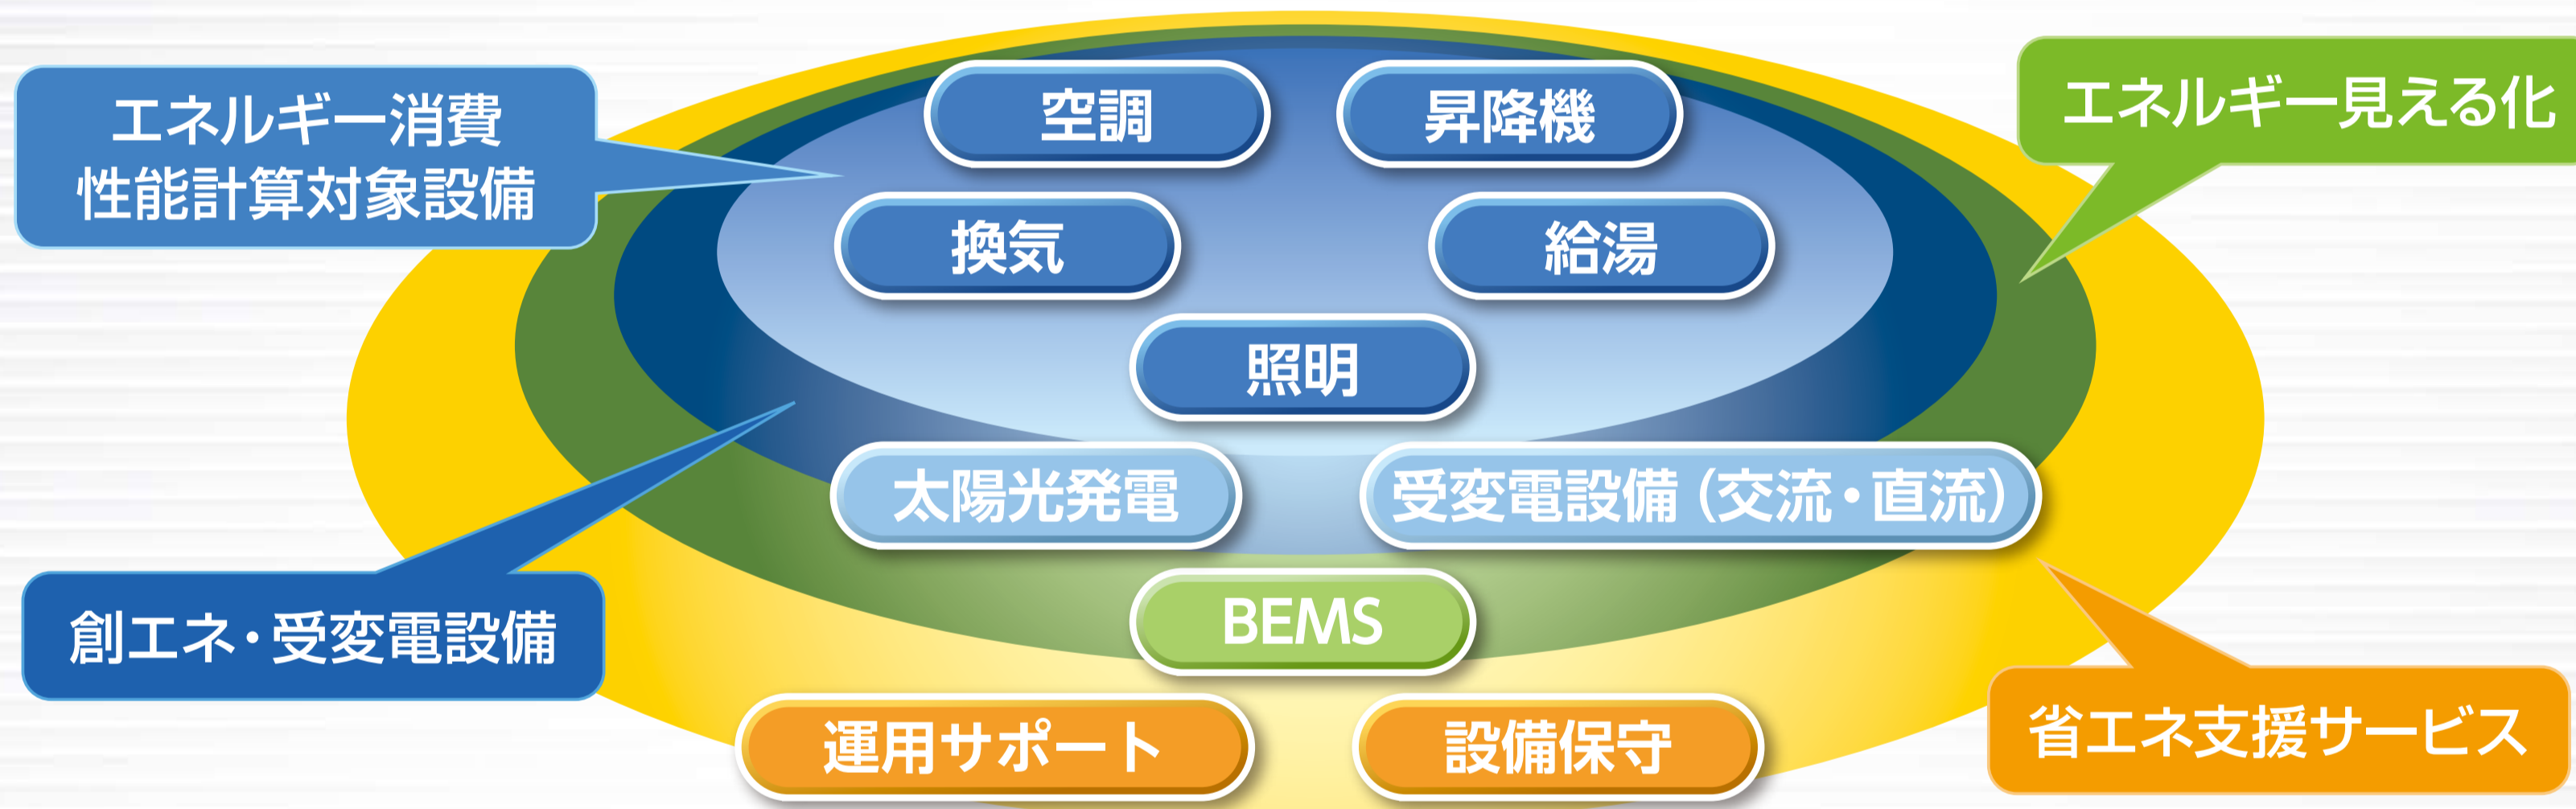 エネルギー消費
性能計算対象設備
空調
昇降機
エネルギー見える化
換気
給湯
照明
太陽光発電
受変電設備（交流・直流）
創エネ・受変電設備
BEMS
運用サポート
設備保守
省エネ支援サービス